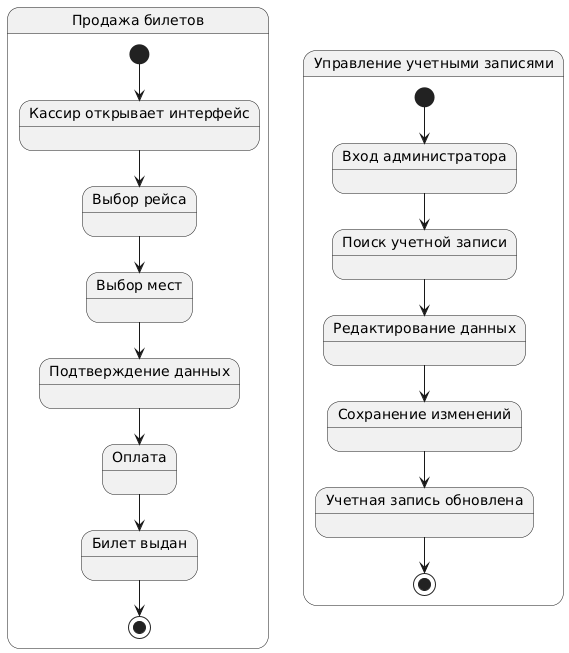 Продажа билетов
Кассир открывает интерфейс
Выбор рейса
Выбор мест
Подтверждение данных
Оплата
Билет выдан
Управление учетными записями
Вход администратора
Поиск учетной записи
Редактирование данных
Сохранение изменений
Учетная запись обновлена